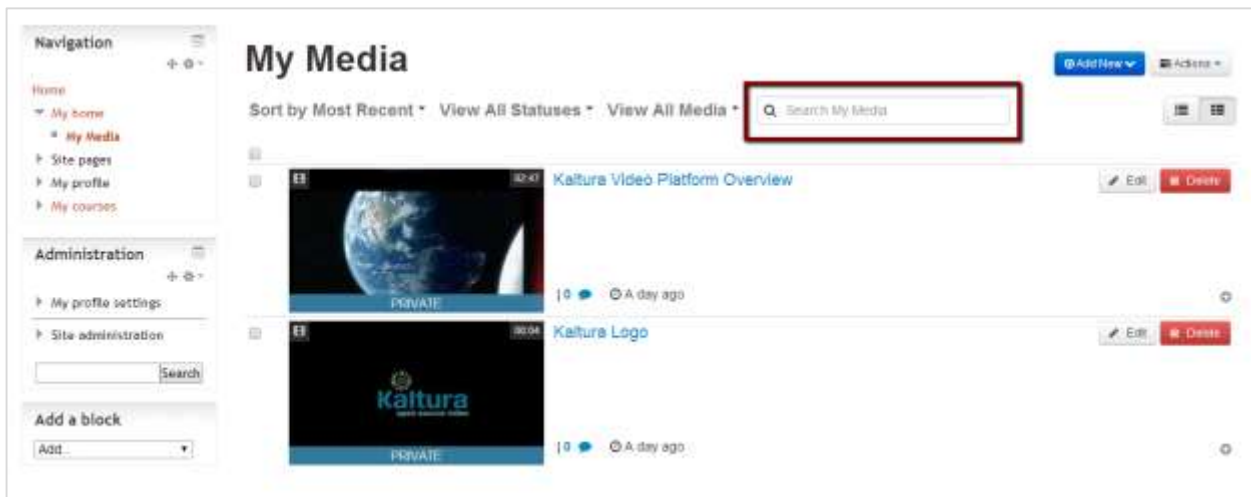 Navigation
Home
My home
My Media
Site pages
My profile
My courses
Administration
My profile settings
Site administration
Search
Add a block
Add...
My Media
Add New
Actions
Sort by Most Recent View All Statuses View All Media
Search My Media
02:47
Kaltura Video Platform Overview
Edit
Delete
PRIVATE
0
A day ago
00:04
Kaltura Logo
Edit
Delete
Kaltura
open source video
PRIVATE
0
A day ago